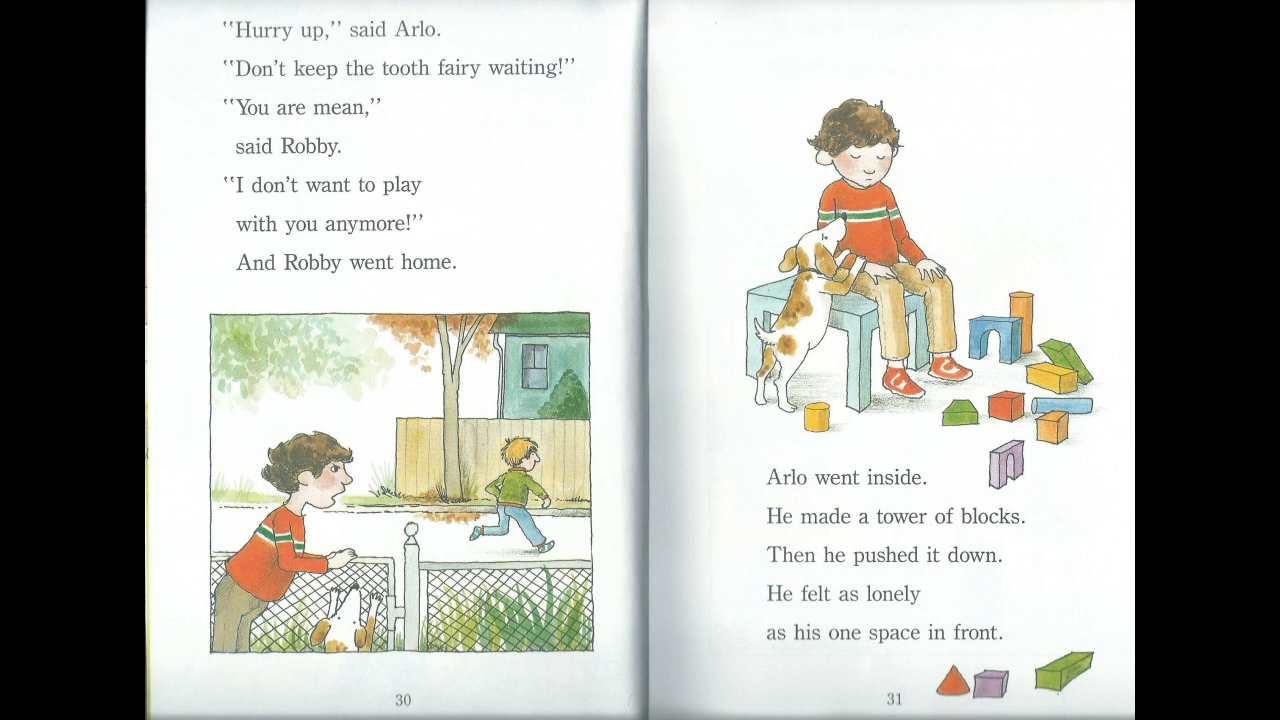 ‘‘Hurry up,’’ said Arlo.
‘‘Don’t keep the tooth fairy waiting!’’
‘‘You are mean,’’
said Robby.
‘‘I don’t want to play
with you anymore!’’
And Robby went home.
30
Arlo went inside.
He made a tower of blocks.
Then he pushed it down.
He felt as lonely
as his one space in front.
31